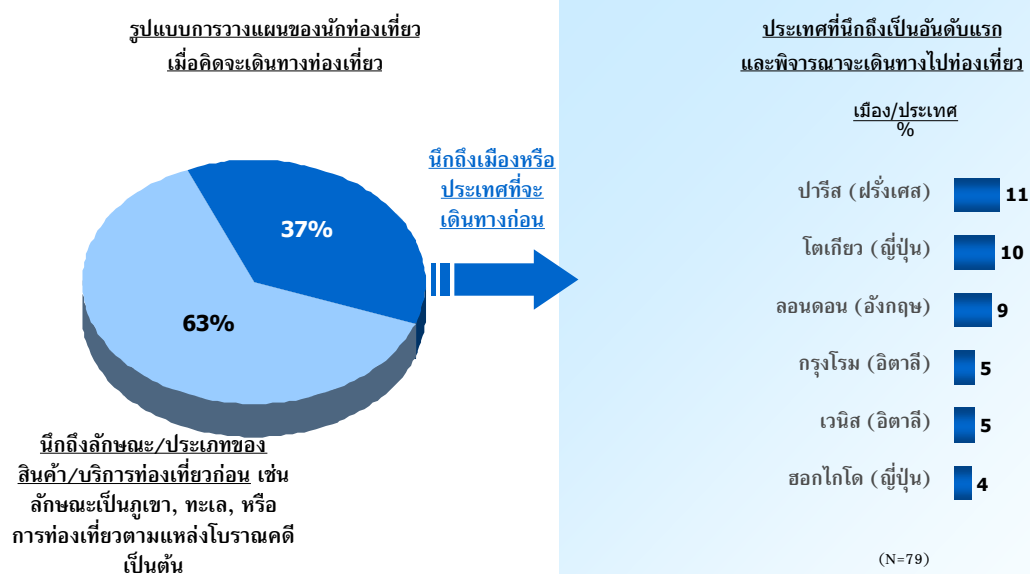 รูปแบบการวางแผนของนักท่องเที่ยว
เมื่อคิดจะเดินทางท่องเที่ยว
37%
63%
นึกถึงลักษณะ/ประเภทของ
สินค้า/บริการท่องเที่ยวก่อน เช่น
ลักษณะเป็นภูเขา, ทะเล, หรือ
การท่องเที่ยวตามแหล่งโบราณคดี
เป็นต้น
นึกถึงเมืองหรือ
ประเทศที่จะ
เดินทางก่อน
ประเทศที่นึกถึงเป็นอันดับแรก
และพิจารณาจะเดินทางไปท่องเที่ยว
เมือง/ประเทศ
%
ปารีส (ฝรั่งเศส) 11
โตเกียว (ญี่ปุ่น) 10
ลอนดอน (อังกฤษ) 9
กรุงโรม (อิตาลี) 5
เวนิส (อิตาลี) 5
ฮอกไกโด (ญี่ปุ่น) 4
(N=79)